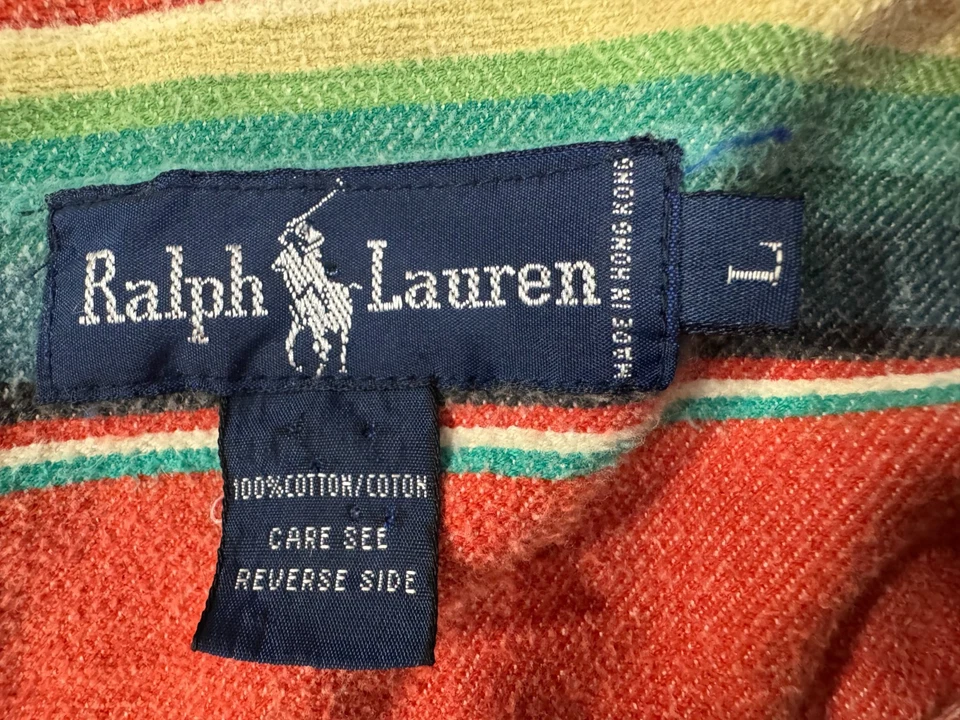 Ralph Lauren
MADE IN HONG KONG
L
100%COTTON/COTON
CARE SEE
REVERSE SIDE